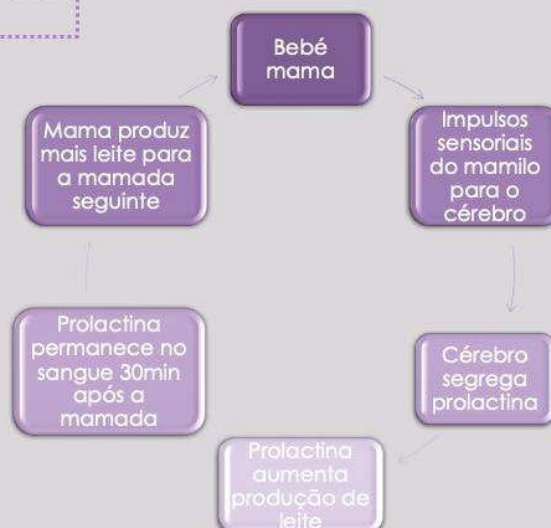 Bebé
mama
Impulsos
sensoriais
do mamilo
para o
cérebro
Cérebro
segrega
prolactina
Prolactina
aumenta
produção de
leite
Prolactina
permanece no
sangue 30min
após a
mamada
Mama produz
mais leite para
a mamada
seguinte